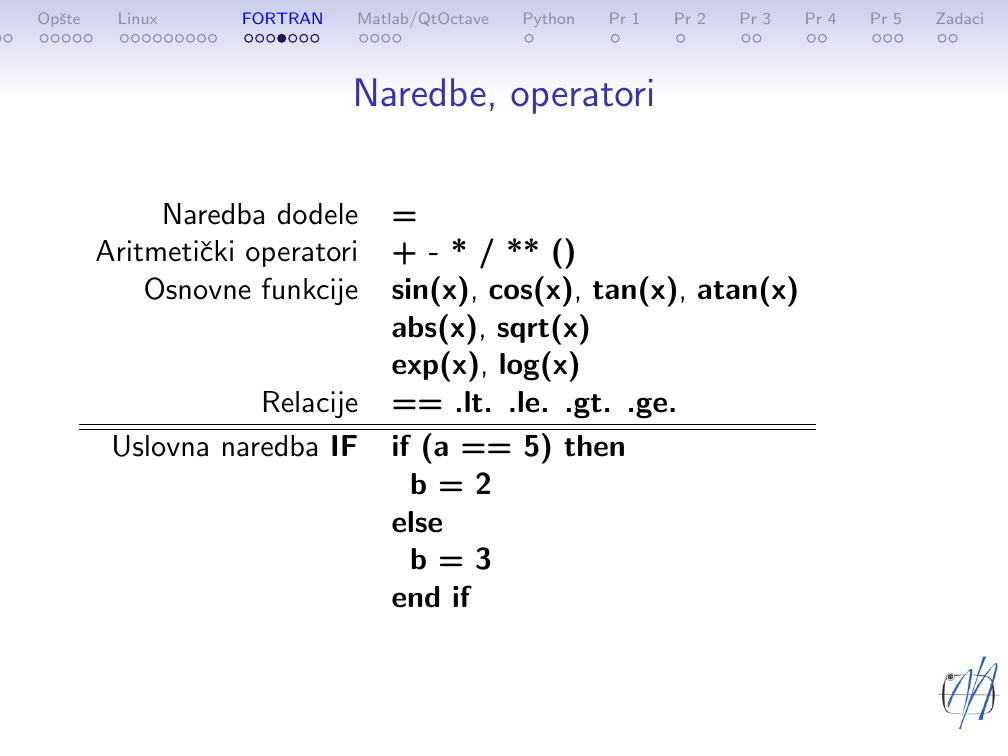 Opšte Linux FORTRAN Matlab/QtOctave Python Pr 1 Pr 2 Pr 3 Pr 4 Pr 5 Zadaci
Naredbe, operatori
Naredba dodele =
Aritmetički operatori + - * / ** ()
Osnovne funkcije sin(x), cos(x), tan(x), atan(x)
abs(x), sqrt(x)
exp(x), log(x)
Relacije == .lt. .le. .gt. .ge.
Uslovna naredba IF if (a == 5) then
b = 2
else
b = 3
end if